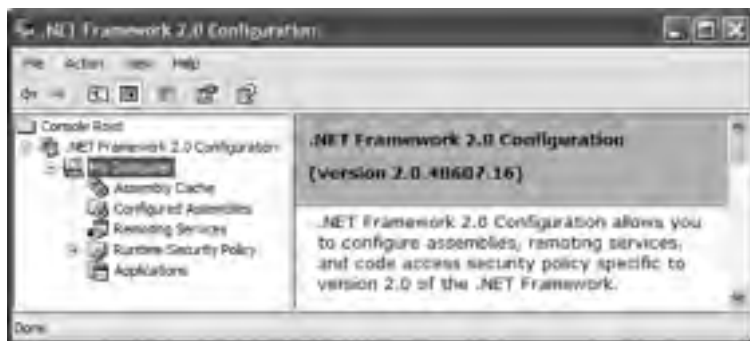 .NET Framework 2.0 Configuration
File Action View Help
Console Root
.NET Framework 2.0 Configuration
My Computer
Assembly Cache
Configured Assemblies
Remoting Services
Runtime Security Policy
Applications
.NET Framework 2.0 Configuration
(version 2.0.40607.16)
.NET Framework 2.0 Configuration allows you
to configure assemblies, remoting services,
and code access security policy specific to
version 2.0 of the .NET Framework.
Done